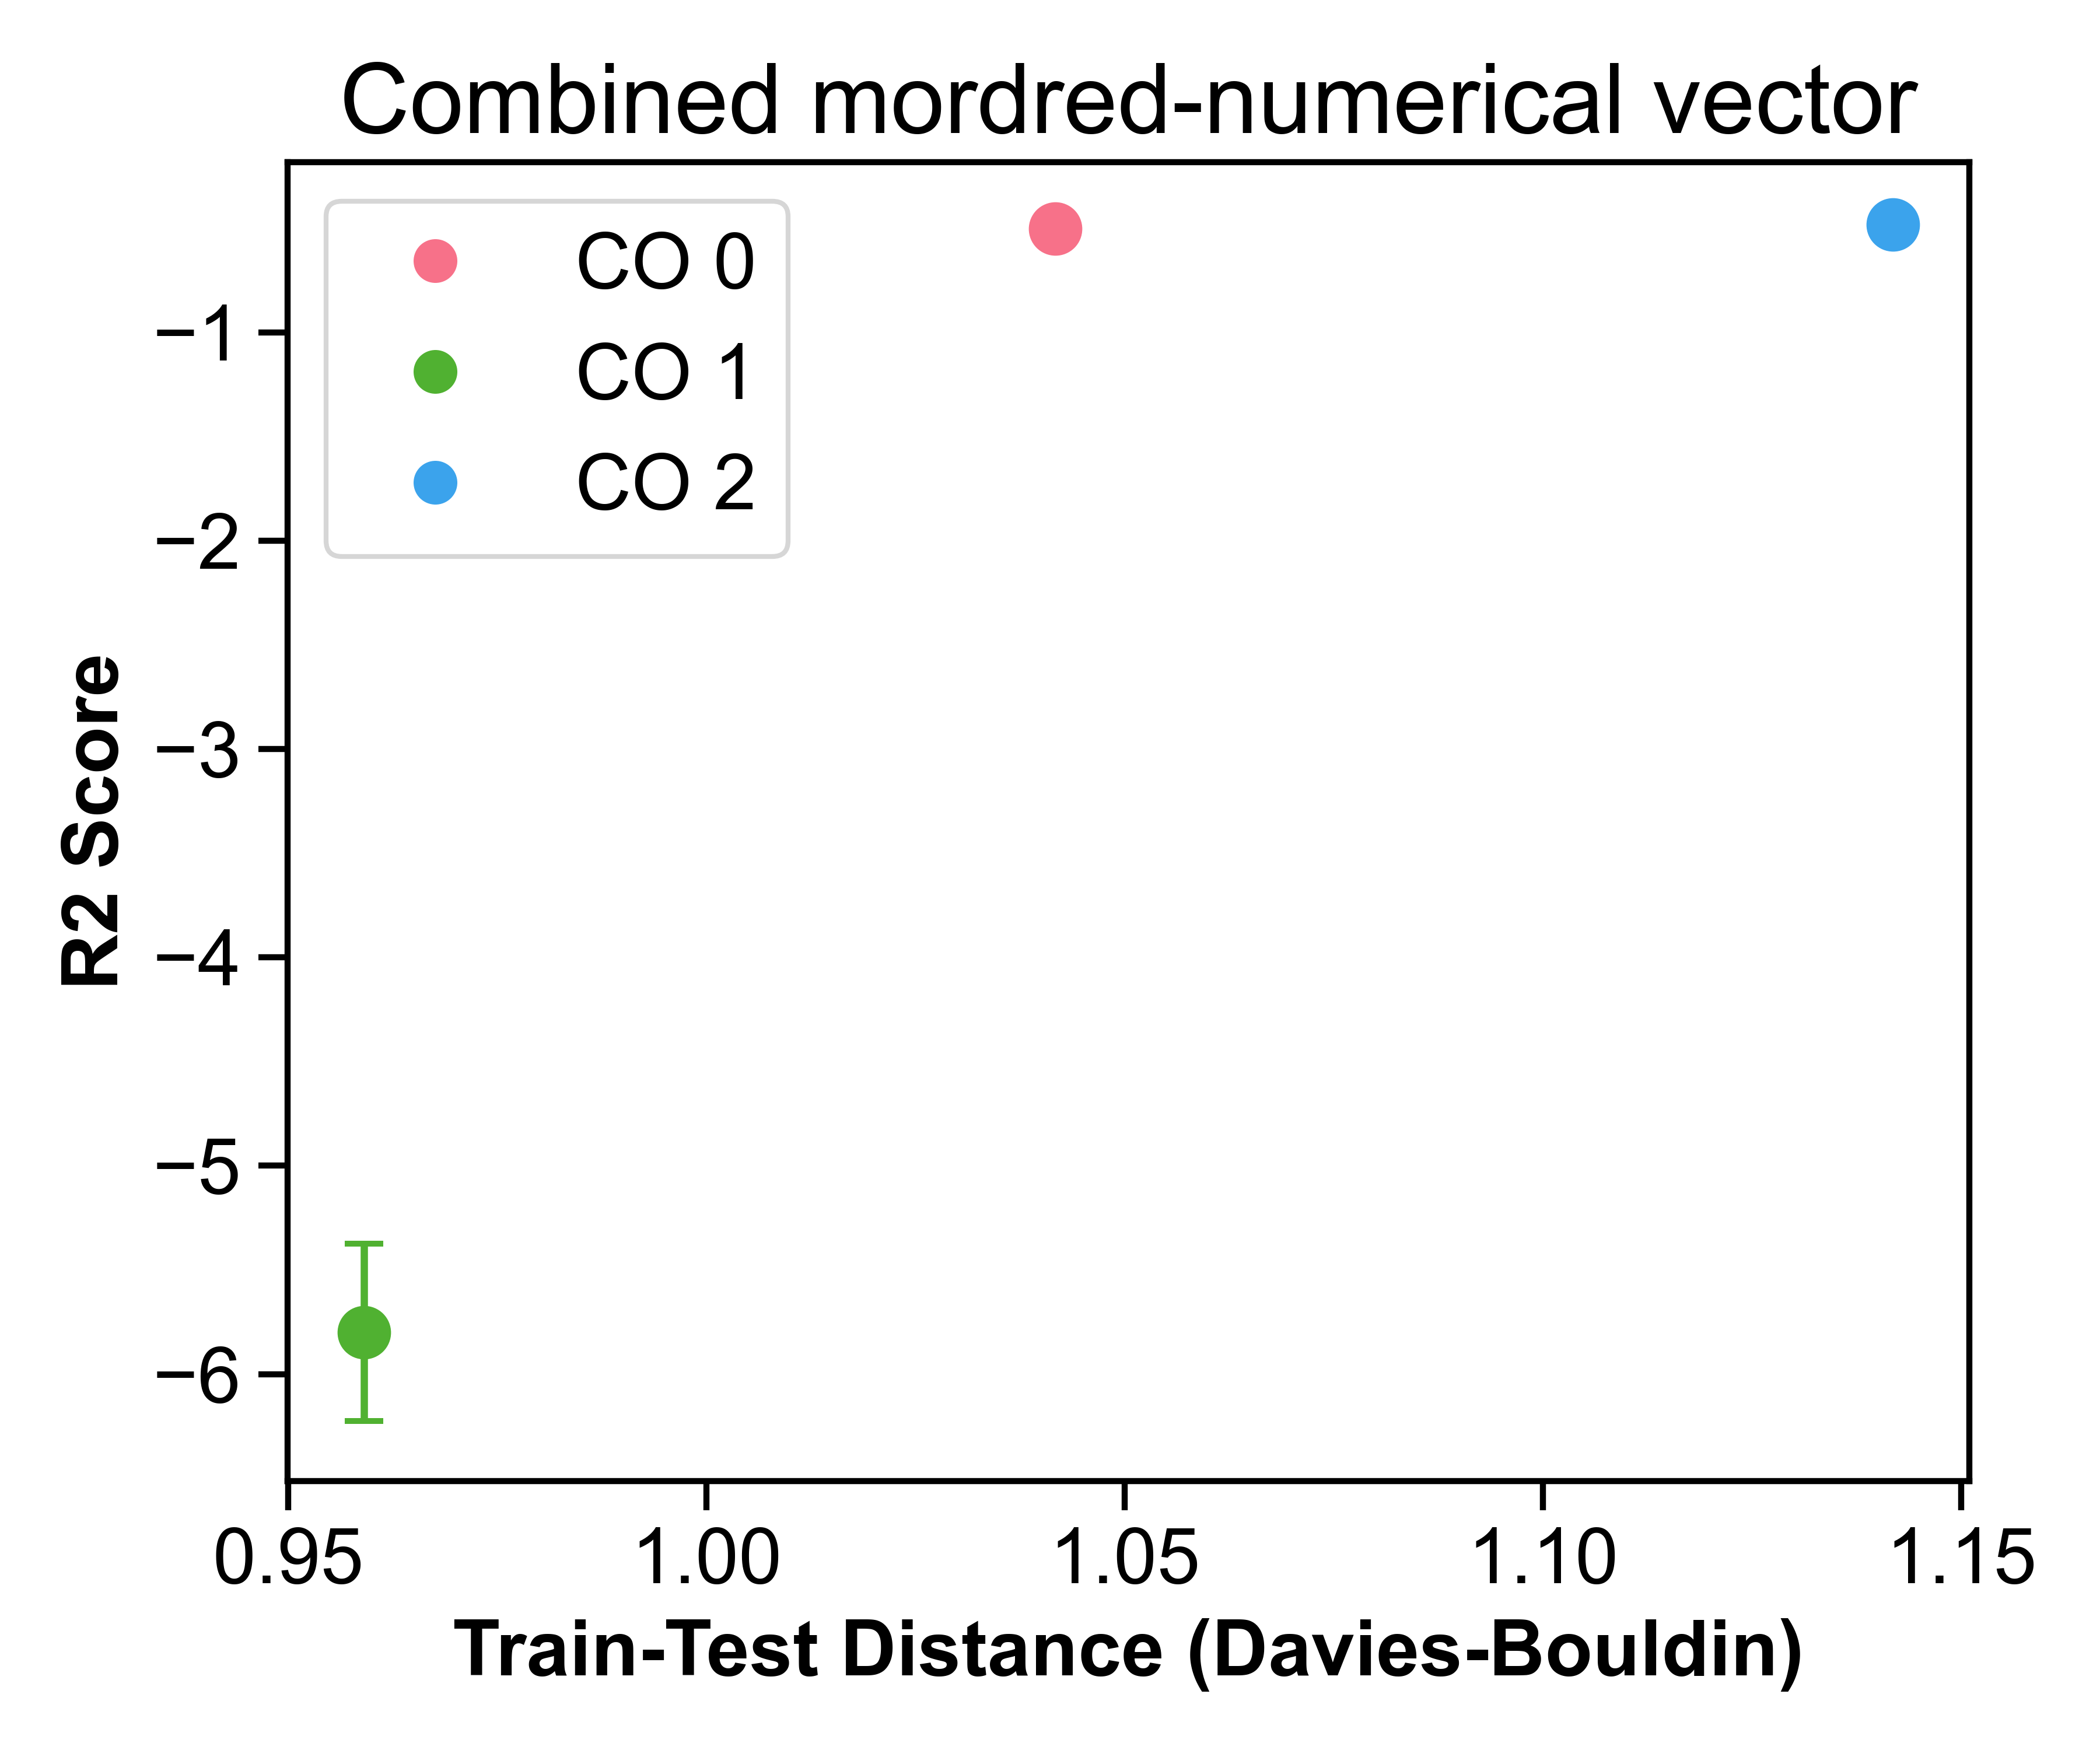 Combined mordred-numerical vector
CO 0
CO 1
CO 2
−1
−2
−3
−4
−5
−6
R2 Score
0.95 1.00 1.05 1.10 1.15
Train-Test Distance (Davies-Bouldin)